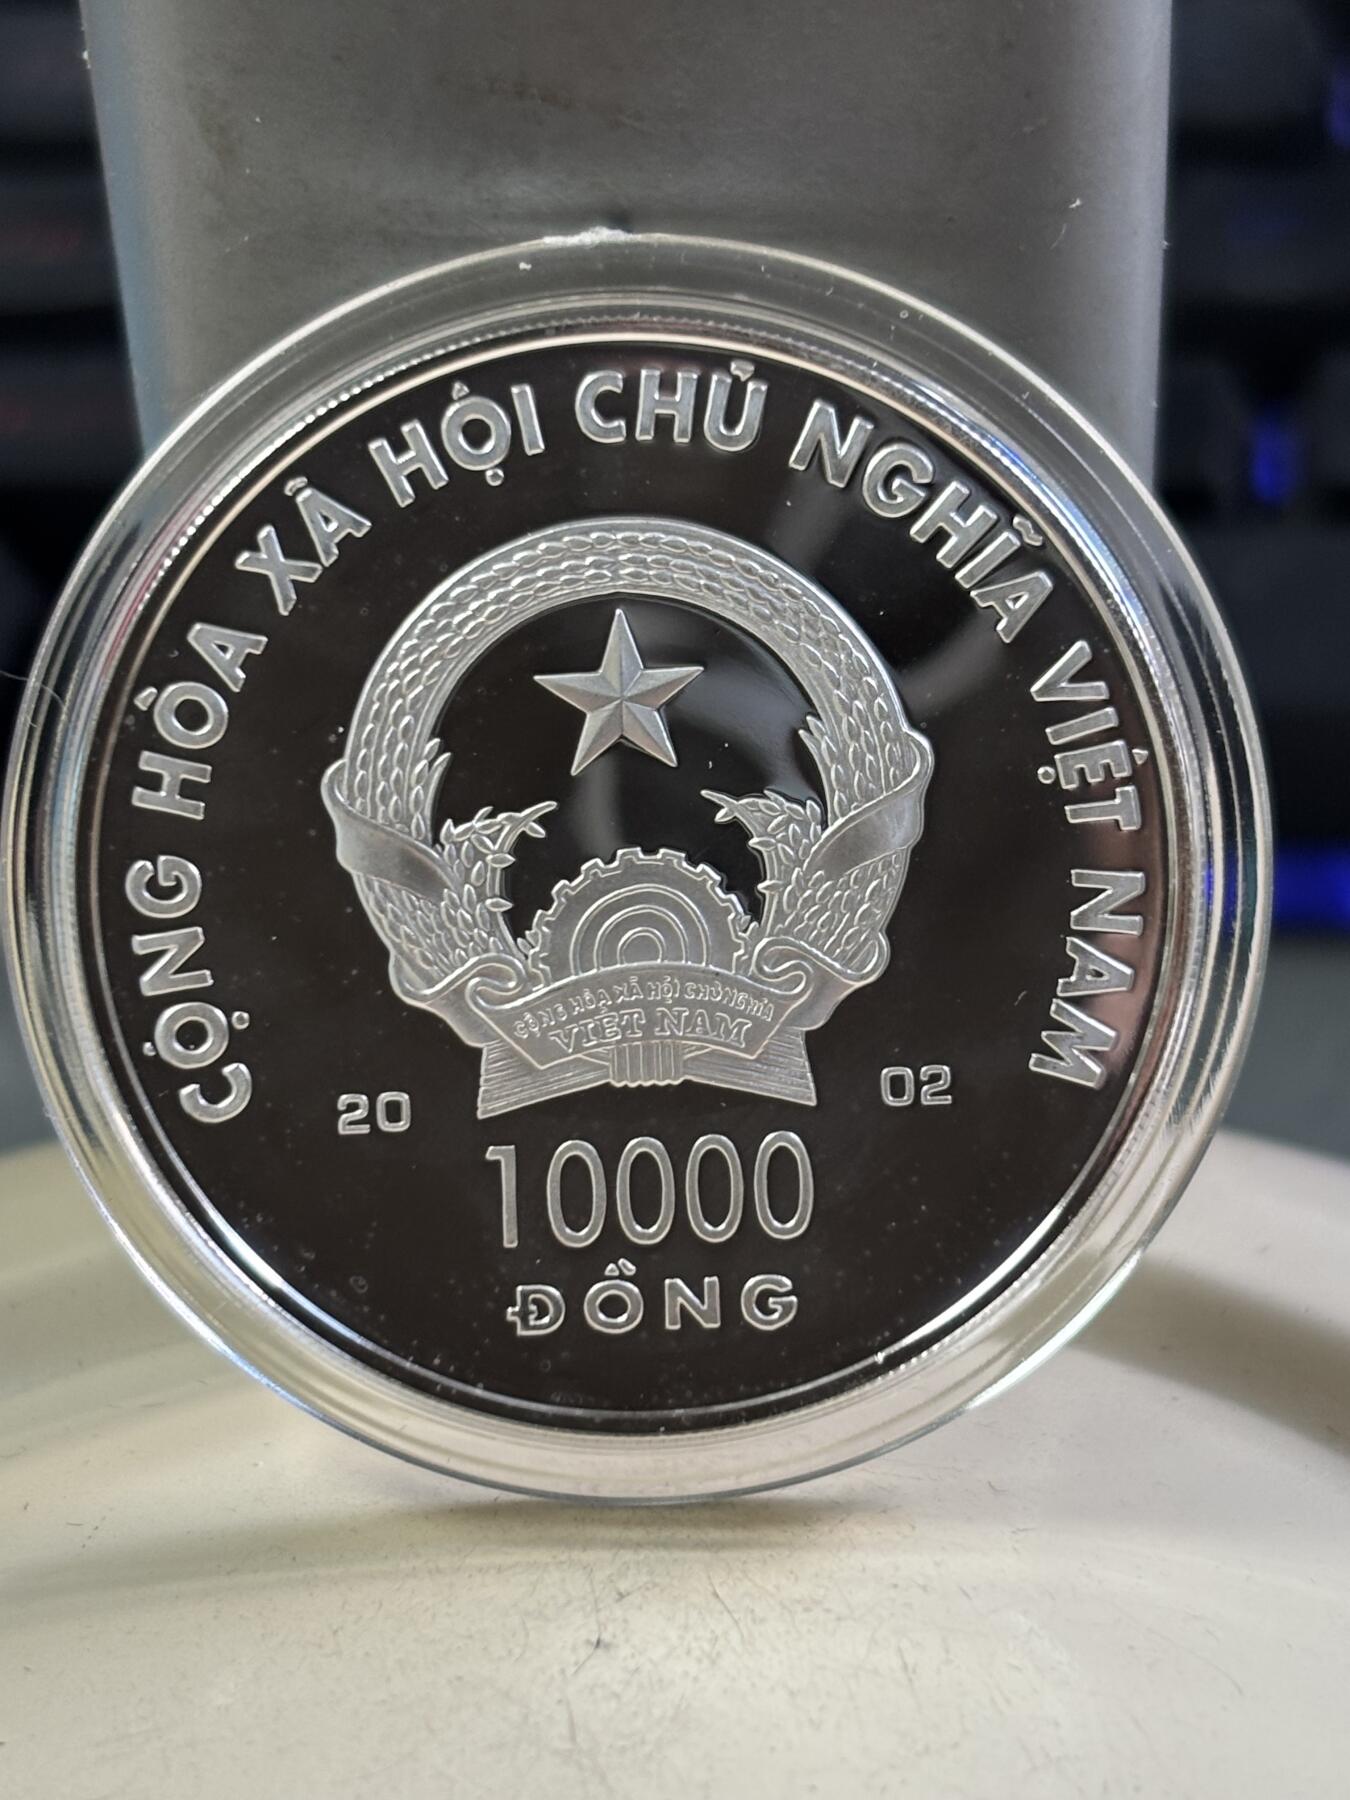 CỘNG HÒA XÃ HỘI CHỦ NGHĨA VIỆT NAM
CÔNG HÒA XÃ HỘI CHỦ NGHĨA
VIỆT NAM
20 02
10000
ĐỒNG